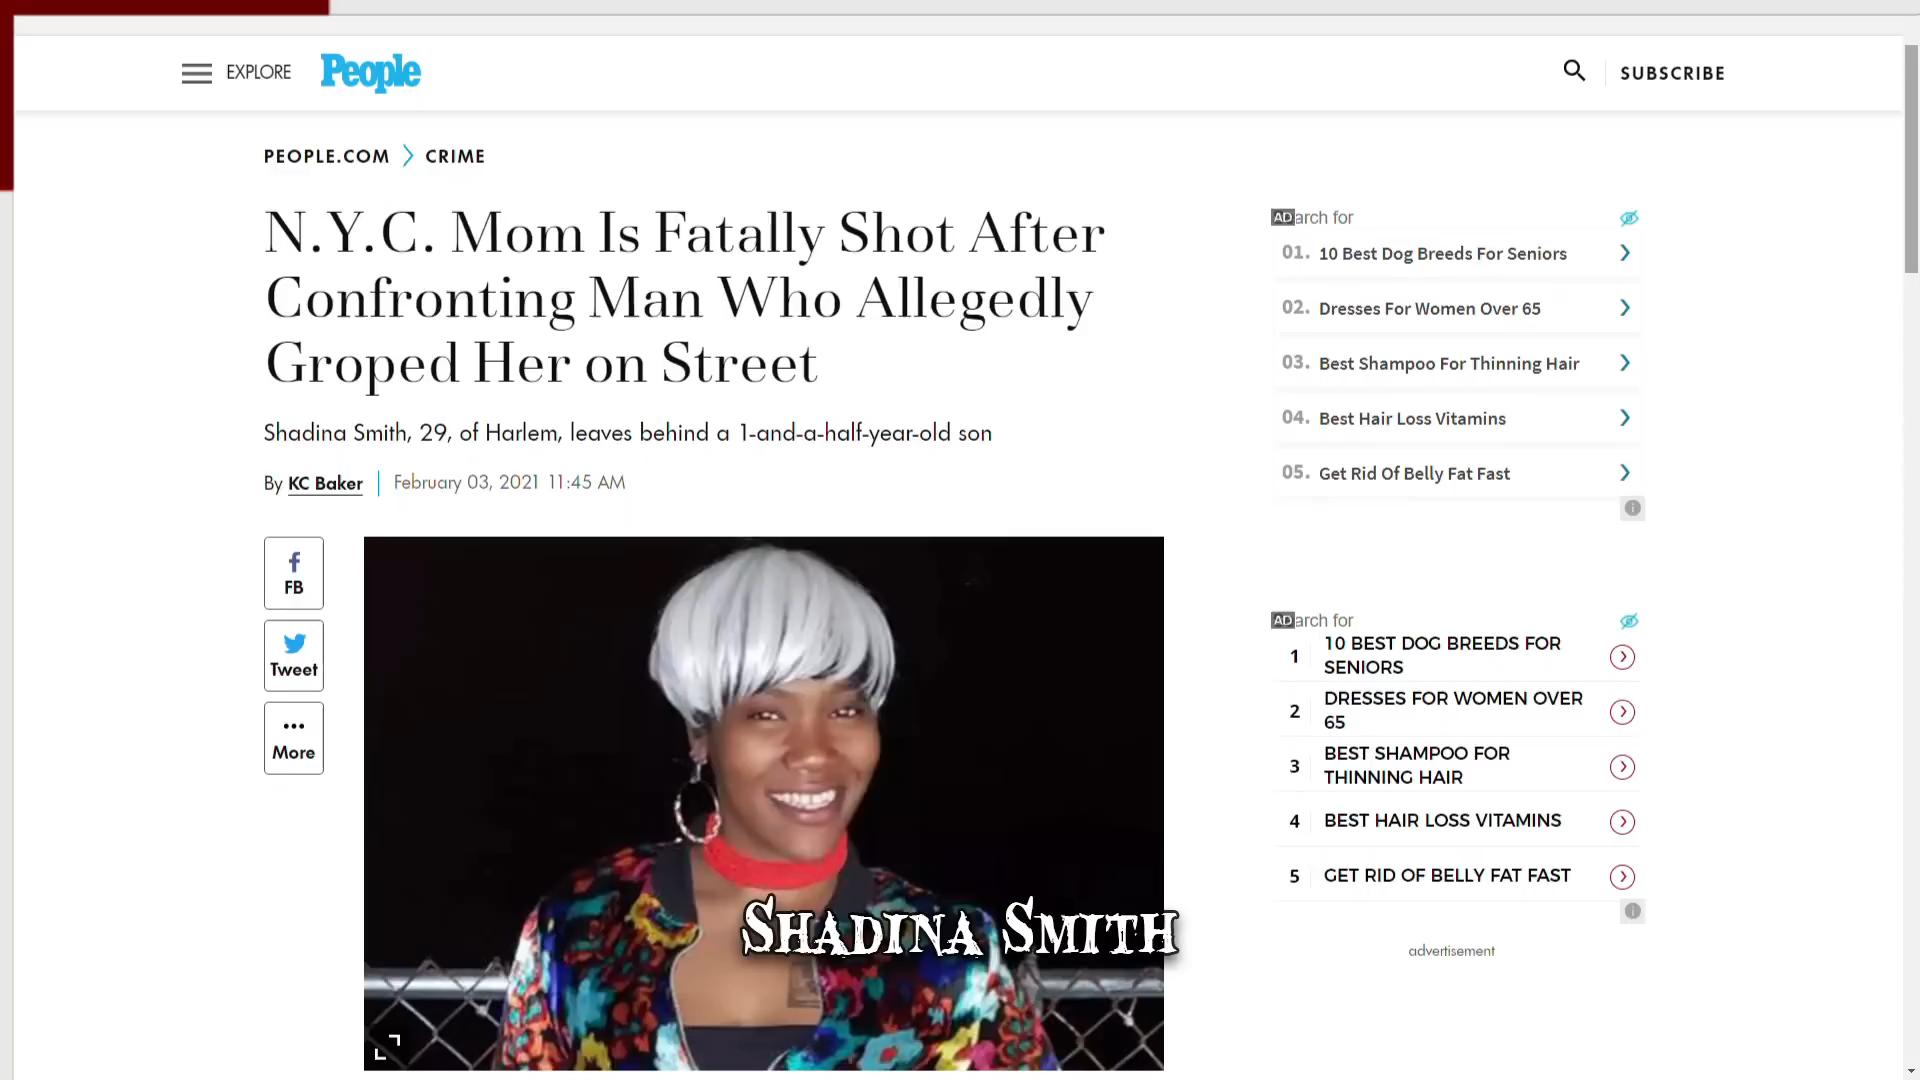 EXPLORE
People
SUBSCRIBE
PEOPLE.COM
CRIME
N.Y.C. Mom Is Fatally Shot After
Confronting Man Who Allegedly
Groped Her on Street
Shadina Smith, 29, of Harlem, leaves behind a 1-and-a-half-year-old son
By KC Baker
February 03, 2021 11:45 AM
FB
Tweet
More
SHADINA SMITH
AD
arch for
01. 10 Best Dog Breeds For Seniors
02. Dresses For Women Over 65
03. Best Shampoo For Thinning Hair
04. Best Hair Loss Vitamins
05. Get Rid Of Belly Fat Fast
AD
arch for
1 10 BEST DOG BREEDS FOR
SENIORS
2 DRESSES FOR WOMEN OVER
65
3 BEST SHAMPOO FOR
THINNING HAIR
4 BEST HAIR LOSS VITAMINS
5 GET RID OF BELLY FAT FAST
advertisement